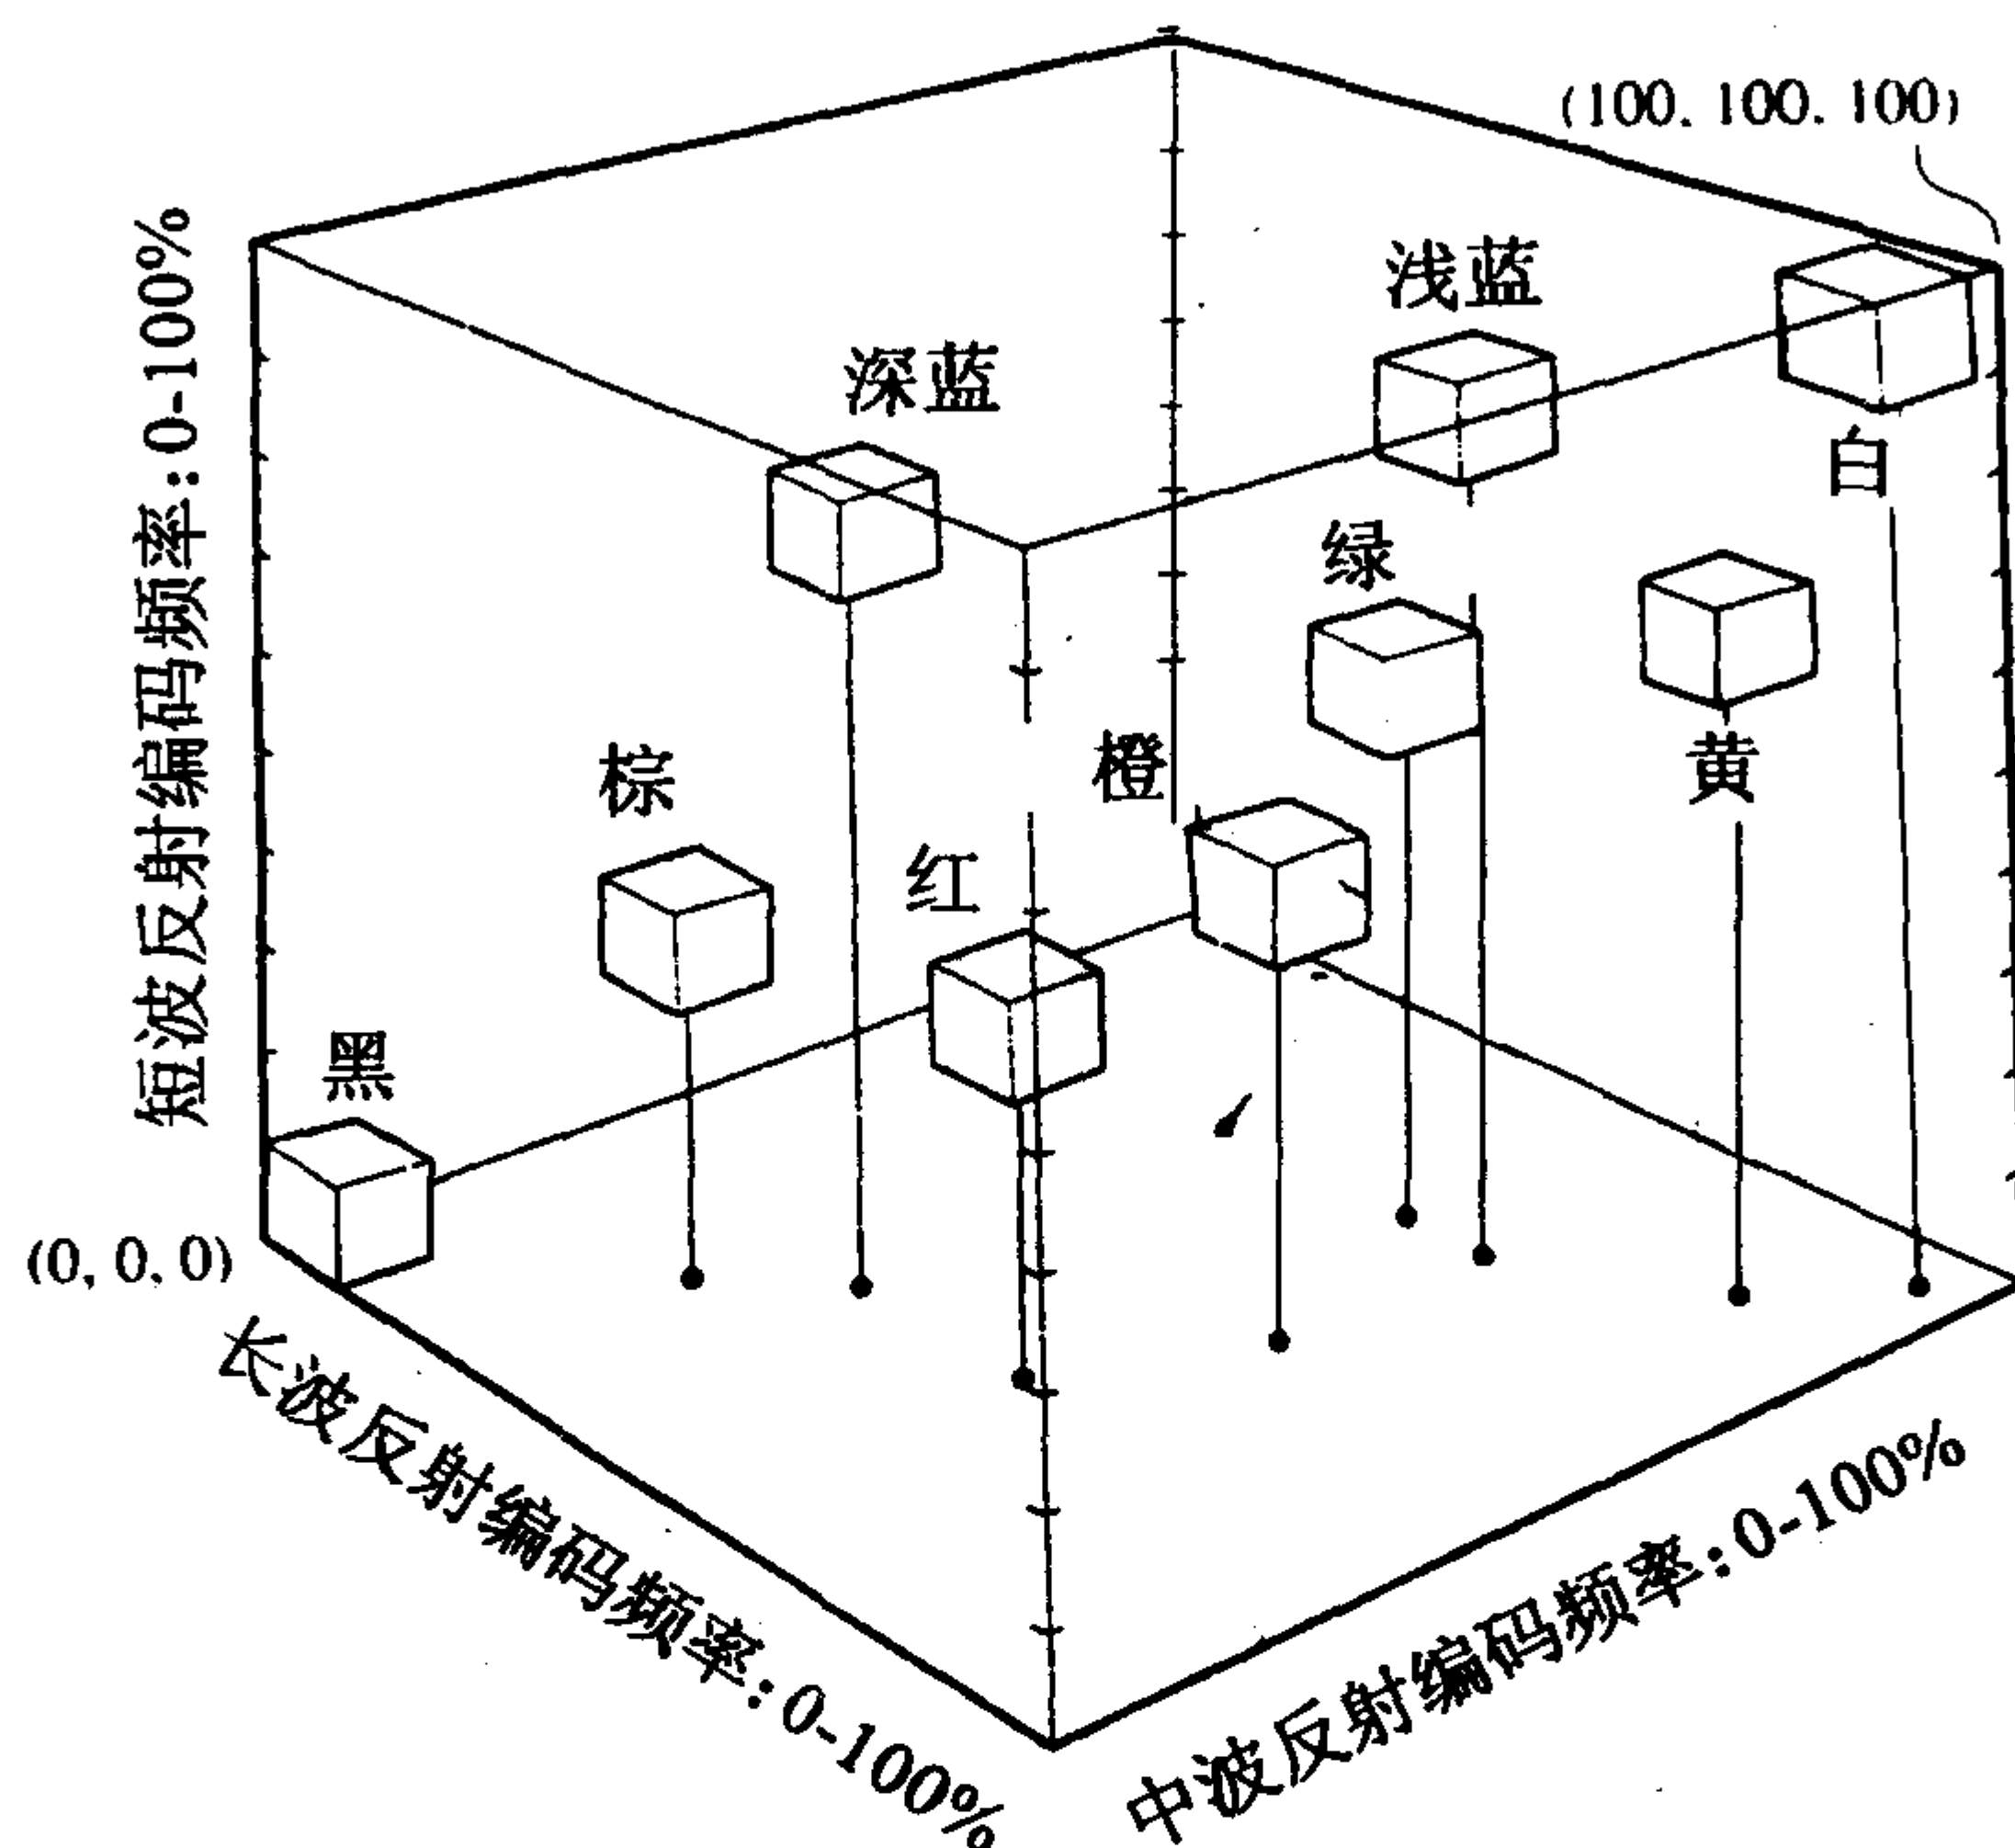 (100. 100. 100)
浅蓝
深蓝
白
绿
黄
橙
棕
红
黑
短波反射编码频率:0-100%
(0, 0, 0)
长波反射编码频率:0-100%
中波反射编码频率:0-100%